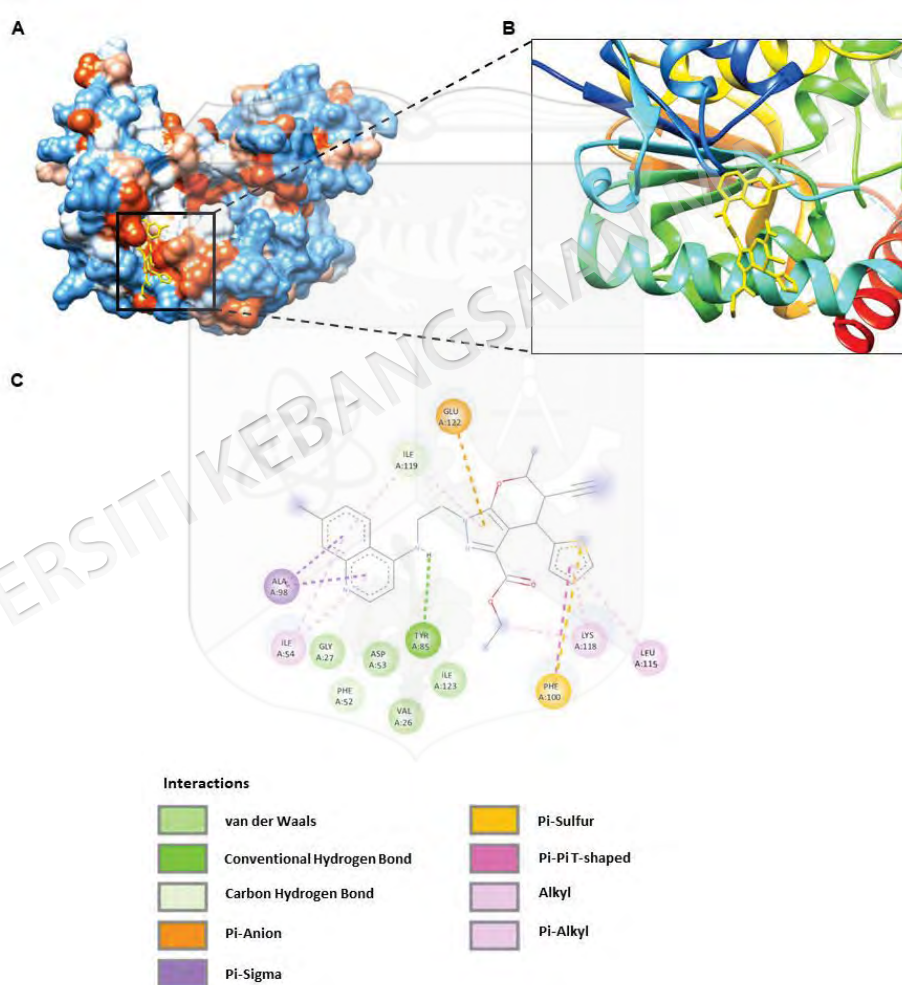 A
B
C
ERSITI KEBANGSAAN
GLU
A:122
ILE
A:119
ALA
A:98
ILE
A:54
GLY
A:27
ASP
A:53
TYR
A:85
PHE
A:52
VAL
A:26
ILE
A:123
LYS
A:118
LEU
A:115
PHE
A:100
H
N
N
N
N
O
O
O
S
Interactions
van der Waals
Conventional Hydrogen Bond
Carbon Hydrogen Bond
Pi-Anion
Pi-Sigma
Pi-Sulfur
Pi-Pi T-shaped
Alkyl
Pi-Alkyl